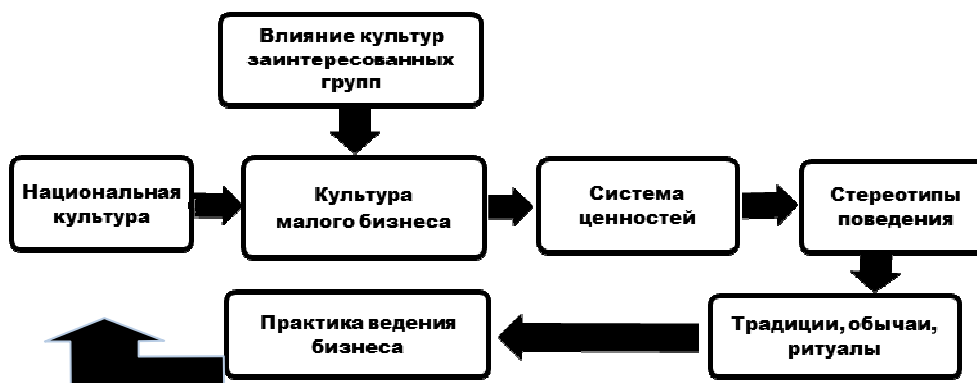 Влияние культур
заинтересованных
групп
Национальная
культура
Культура
малого бизнеса
Система
ценностей
Стереотипы
поведения
Практика ведения
бизнеса
Традиции, обычаи,
ритуалы